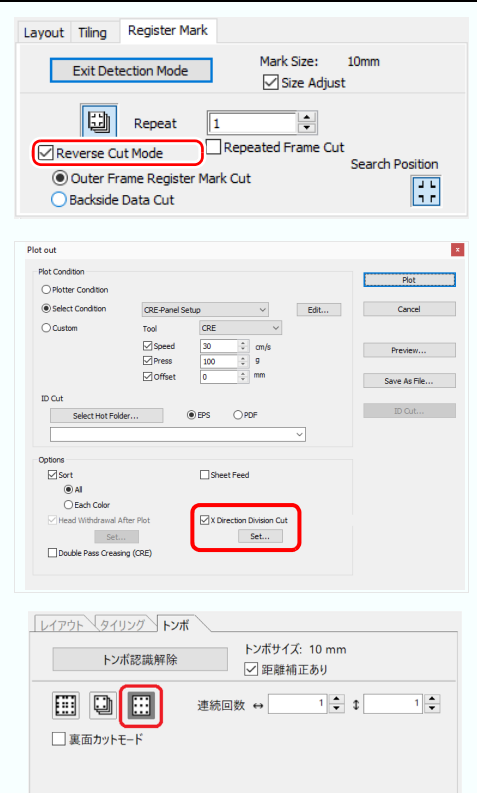 Layout Tiling Register Mark
Exit Detection Mode
Mark Size: 10mm
Size Adjust
Repeat 1
Reverse Cut Mode
Repeated Frame Cut
Search Position
Outer Frame Register Mark Cut
Backside Data Cut
Plot out
x
Plot Condition
Plotter Condition
Select Condition CRE-Panel Setup Edit...
Custom Tool CRE
Speed 30 cm/s
Press 100 g
Offset 0 mm
Plot
Cancel
Preview...
Save As File...
ID Cut...
ID Cut
Select Hot Folder... EPS PDF
Options
Sort
All
Each Color
Head Withdrawal After Plot
Set...
Double Pass Creasing (CRE)
Sheet Feed
X Direction Division Cut
Set...
レイアウト タイリング トンボ
トンボ認識解除
トンボサイズ: 10 mm
距離補正あり
連続回数 ↔ 1 ↕ 1
裏面カットモード